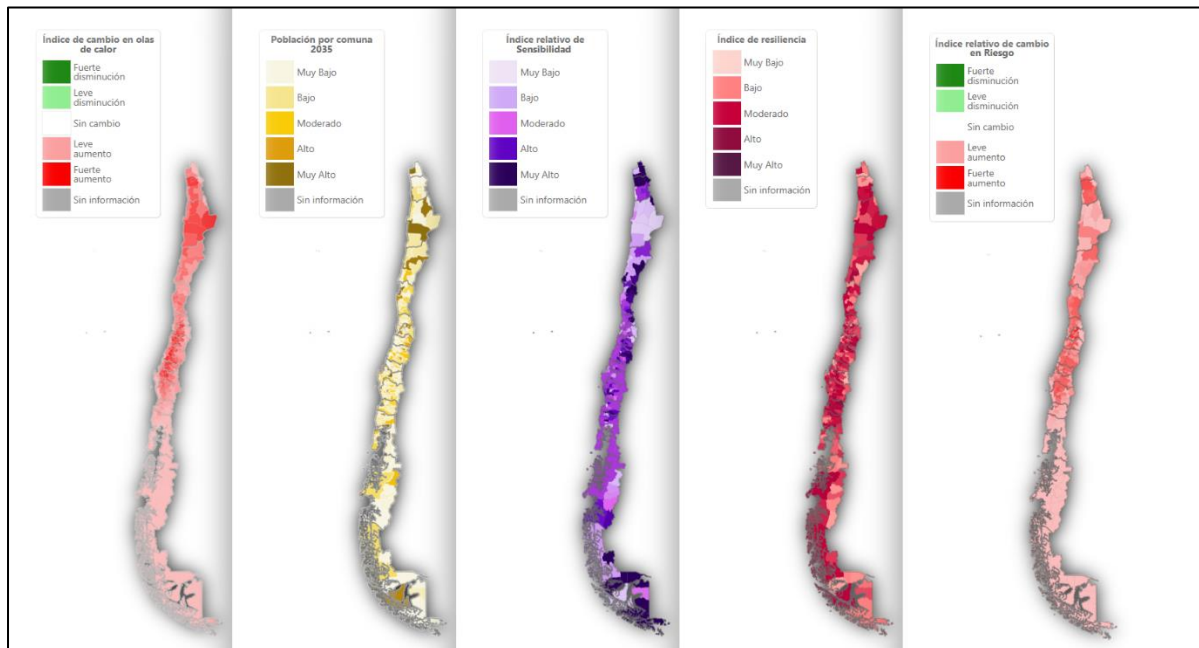 Índice de cambio en olas
de calor
Fuerte
disminución
Leve
disminución
Sin cambio
Leve
aumento
Fuerte
aumento
Sin información
Población por comuna
2035
Muy Bajo
Bajo
Moderado
Alto
Muy Alto
Sin información
Índice relativo de
Sensibilidad
Muy Bajo
Bajo
Moderado
Alto
Muy Alto
Sin información
Índice de resiliencia
Muy Bajo
Bajo
Moderado
Alto
Muy Alto
Sin información
Índice relativo de cambio
en Riesgo
Fuerte
disminución
Leve
disminución
Sin cambio
Leve
aumento
Fuerte
aumento
Sin información